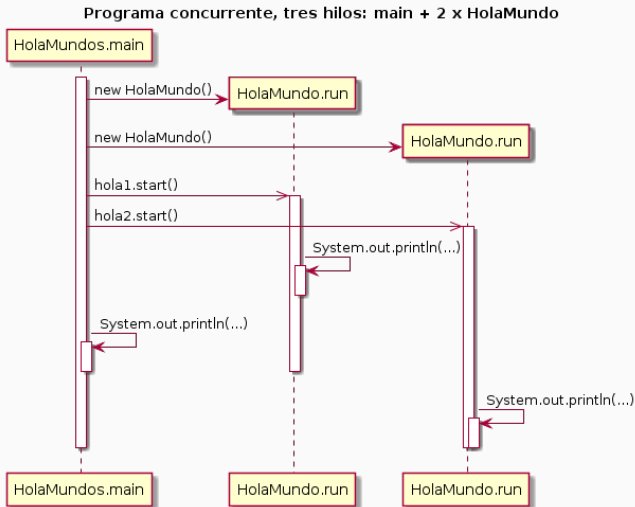 Programa concurrente, tres hilos: main + 2 x HolaMundo
HolaMundos.main
new HolaMundo()
HolaMundo.run
new HolaMundo()
HolaMundo.run
hola1.start()
hola2.start()
System.out.println(...)
System.out.println(...)
System.out.println(...)
HolaMundos.main
HolaMundo.run
HolaMundo.run